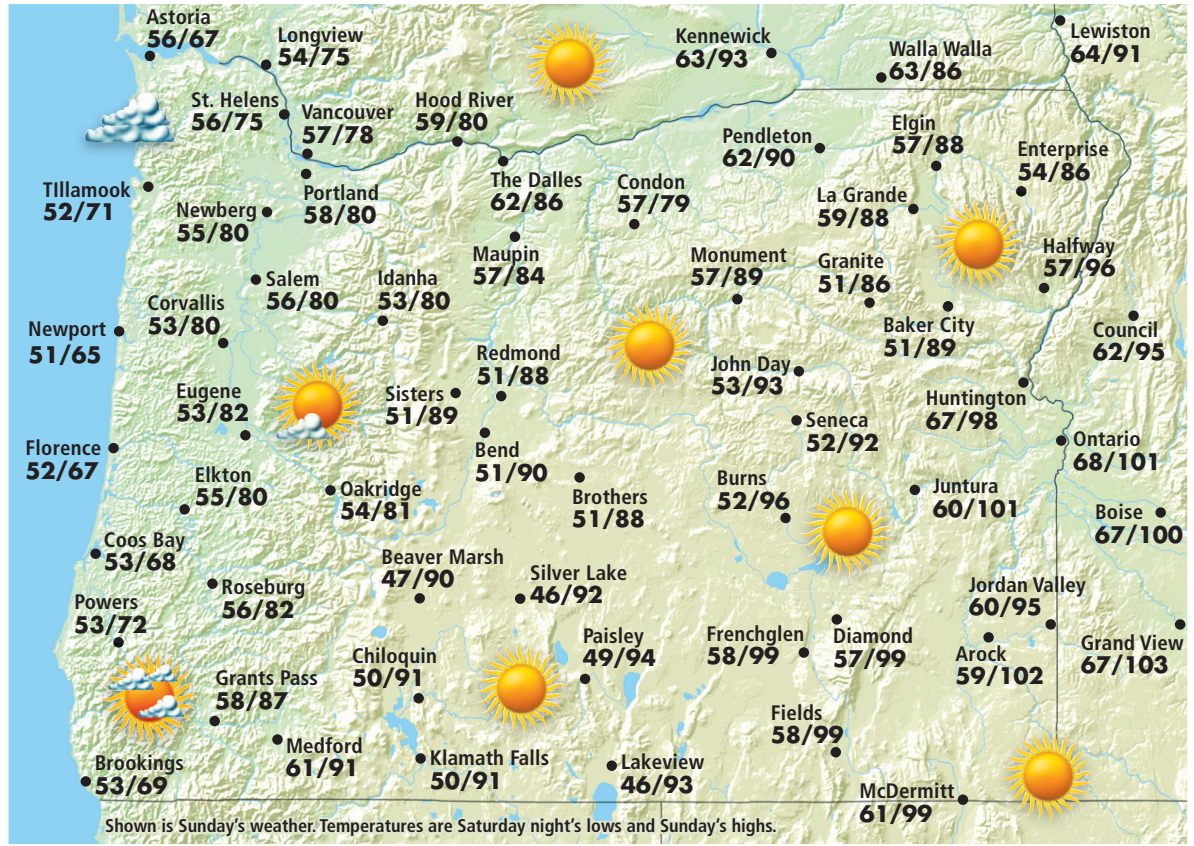 Astoria
56/67
Longview
54/75
Kennewick
63/93
Walla Walla
63/86
Lewiston
64/91
St. Helens
56/75
Vancouver
57/78
Hood River
59/80
Pendleton
62/90
Elgin
57/88
Enterprise
54/86
TIllamook
52/71
Newberg
55/80
Portland
58/80
The Dalles
62/86
Condon
57/79
La Grande
59/88
Maupin
57/84
Monument
57/89
Granite
51/86
Halfway
57/96
Salem
56/80
Idanha
53/80
Corvallis
53/80
Newport
51/65
Baker City
51/89
Council
62/95
Redmond
51/88
John Day
53/93
Eugene
53/82
Sisters
51/89
Huntington
67/98
Seneca
52/92
Florence
52/67
Bend
51/90
Ontario
68/101
Elkton
55/80
Oakridge
54/81
Brothers
51/88
Burns
52/96
Juntura
60/101
Boise
67/100
Coos Bay
53/68
Beaver Marsh
47/90
Silver Lake
46/92
Roseburg
56/82
Jordan Valley
60/95
Powers
53/72
Paisley
49/94
Frenchglen
58/99
Diamond
57/99
Arock
59/102
Grand View
67/103
Chiloquin
50/91
Grants Pass
58/87
Fields
58/99
Medford
61/91
Klamath Falls
50/91
Lakeview
46/93
Brookings
53/69
McDermitt
61/99
Shown is Sunday's weather. Temperatures are Saturday night's lows and Sunday's highs.